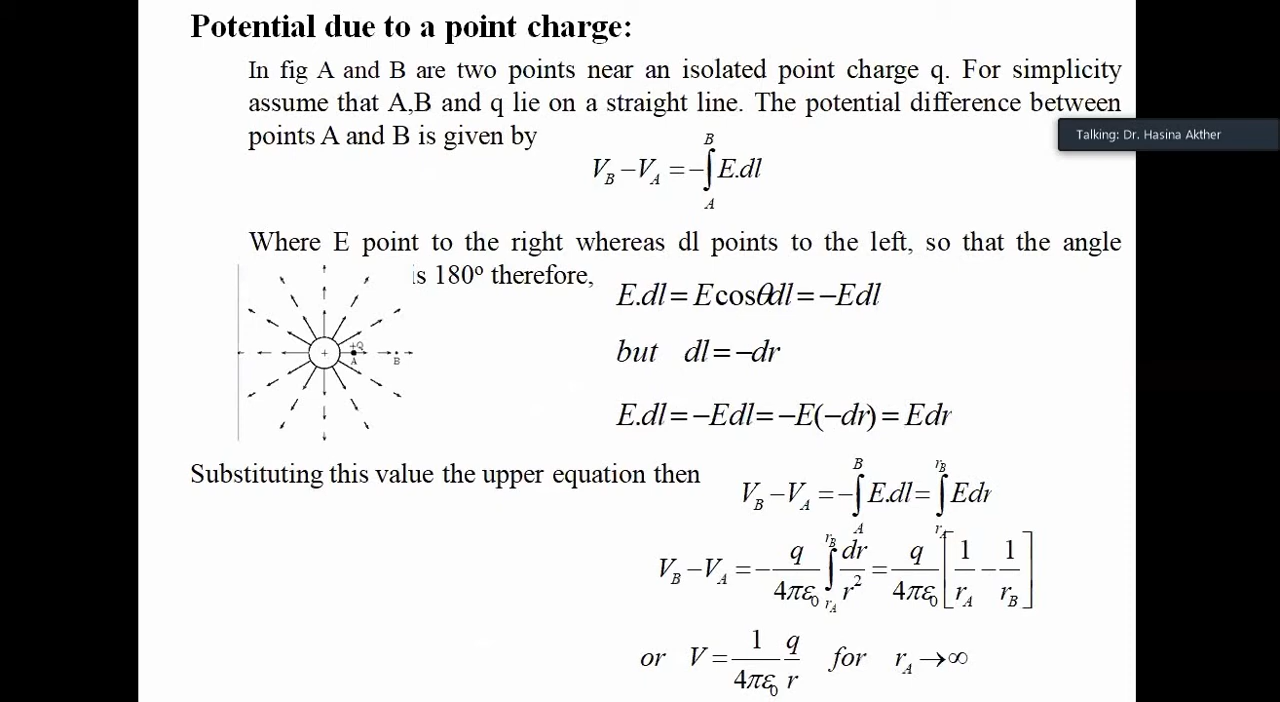 Potential due to a point charge:
In fig A and B are two points near an isolated point charge q. For simplicity
assume that A,B and q lie on a straight line. The potential difference between
points A and B is given by
Talking: Dr. Hasina Akther
V_B − V_A = −∫_A^B E.dl
Where E point to the right whereas dl points to the left, so that the angle
is 180° therefore,
E.dl = E cosθdl = −Edl
+
+Q
A
B
but dl = −dr
E.dl = −Edl = −E(−dr) = Edr
Substituting this value the upper equation then
V_B − V_A = −∫_A^B E.dl = ∫_{r_A}^{r_B} Edr
V_B − V_A = −q/4πε₀ ∫_{r_A}^{r_B} dr/r² = q/4πε₀ [1/r_A − 1/r_B]
or V = 1/4πε₀ q/r for r_A → ∞